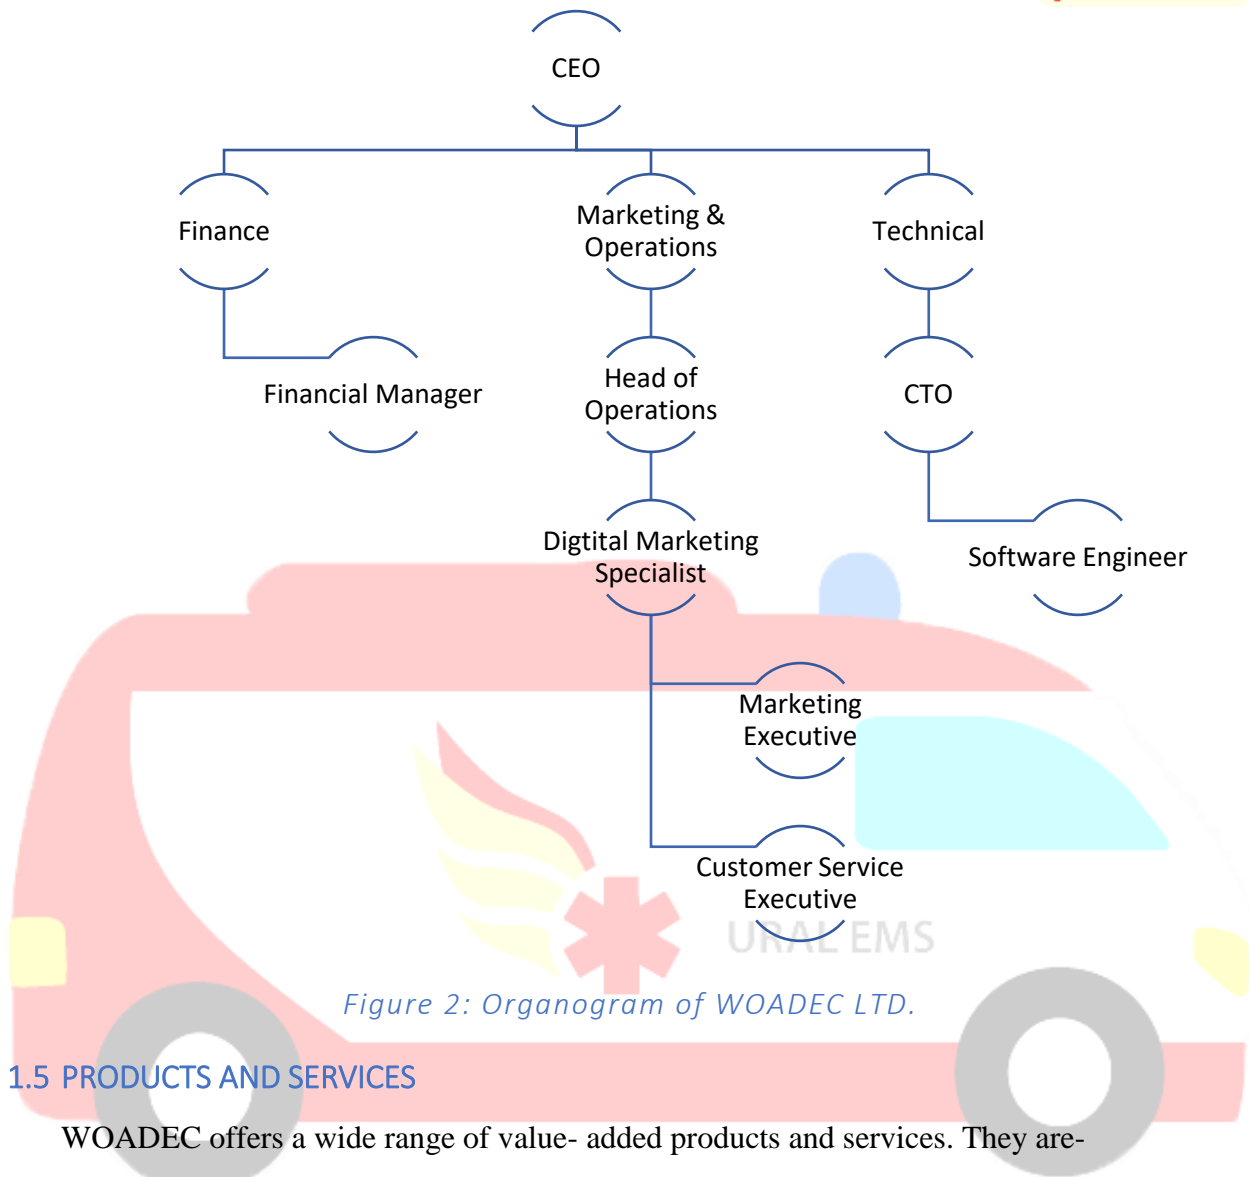 CEO
Finance
Marketing &
Operations
Technical
Financial Manager
Head of
Operations
CTO
Digtital Marketing
Specialist
Software Engineer
Marketing
Executive
Customer Service
Executive
URAL EMS
Figure 2: Organogram of WOADEC LTD.
1.5 PRODUCTS AND SERVICES
WOADEC offers a wide range of value- added products and services. They are-